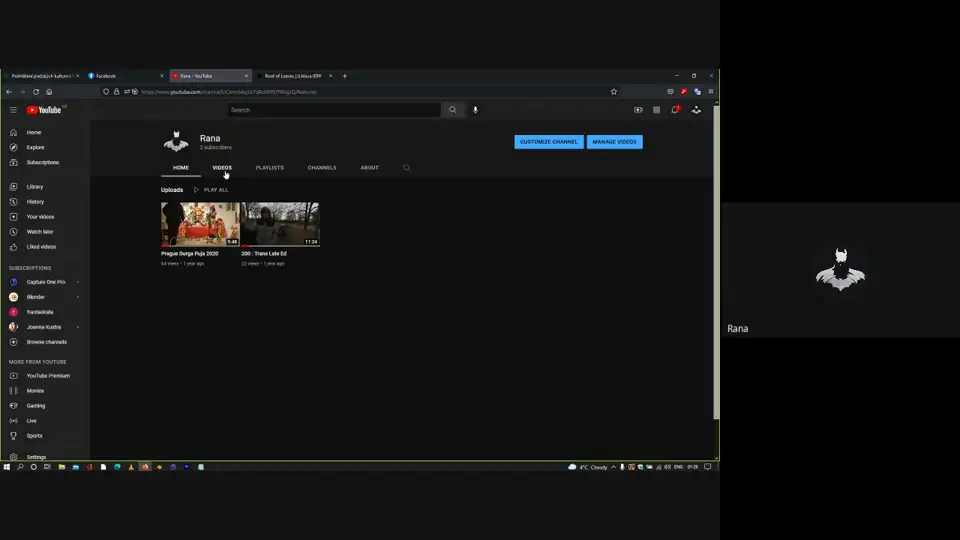 Facebook
Rana - YouTube
Roof of Leaves | G.Mara IDFF
YouTube
Search
Home
Explore
Subscriptions
Library
History
Your videos
Watch later
Liked videos
SUBSCRIPTIONS
Capture One Pro
Blender
frantiskafa
Joanna Kustra
Browse channels
MORE FROM YOUTUBE
YouTube Premium
Movies
Gaming
Live
Sports
Settings
Rana
2 subscribers
CUSTOMIZE CHANNEL
MANAGE VIDEOS
HOME
VIDEOS
PLAYLISTS
CHANNELS
ABOUT
Uploads
PLAY ALL
5:48
11:24
Prague Durga Puja 2020
64 views • 1 year ago
200 : Trans Late Ed
22 views • 1 year ago
4°C Cloudy
ENG
Rana